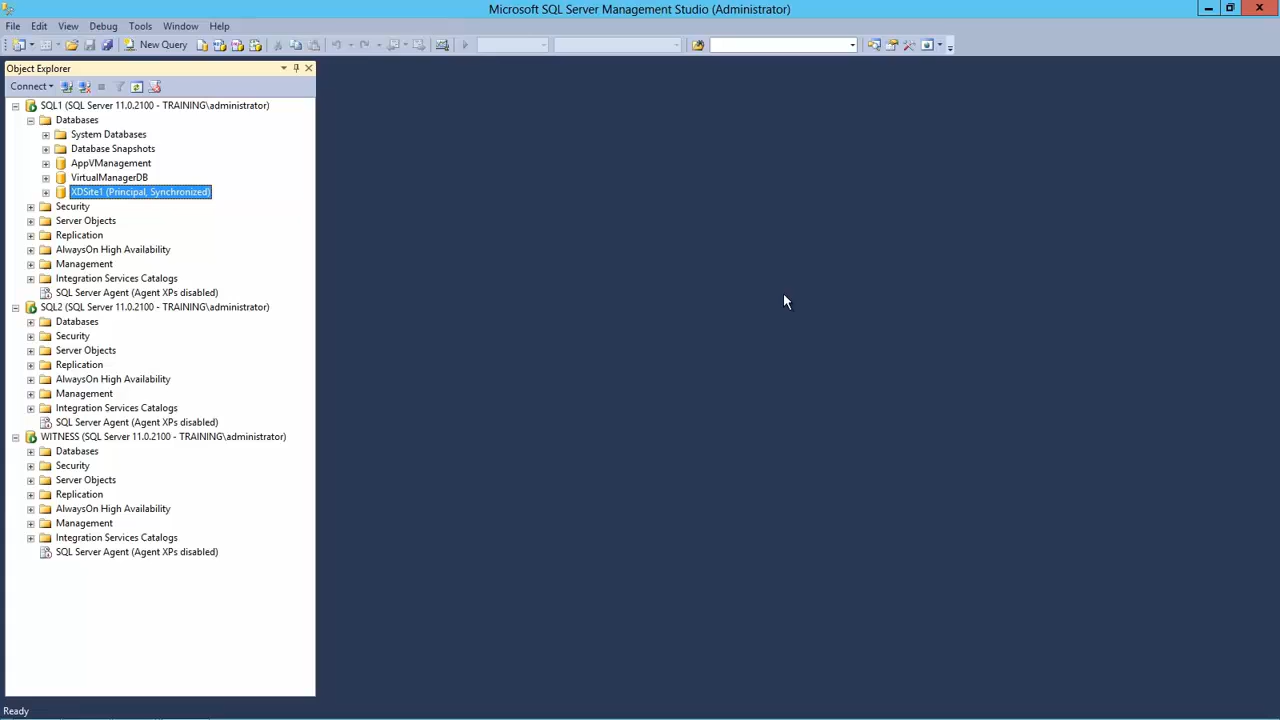 Microsoft SQL Server Management Studio (Administrator)
File Edit View Debug Tools Window Help
New Query
Object Explorer
Connect
SQL1 (SQL Server 11.0.2100 - TRAINING\administrator)
Databases
System Databases
Database Snapshots
AppVManagement
VirtualManagerDB
XDSite1 (Principal, Synchronized)
Security
Server Objects
Replication
AlwaysOn High Availability
Management
Integration Services Catalogs
SQL Server Agent (Agent XPs disabled)
SQL2 (SQL Server 11.0.2100 - TRAINING\administrator)
Databases
Security
Server Objects
Replication
AlwaysOn High Availability
Management
Integration Services Catalogs
SQL Server Agent (Agent XPs disabled)
WITNESS (SQL Server 11.0.2100 - TRAINING\administrator)
Databases
Security
Server Objects
Replication
AlwaysOn High Availability
Management
Integration Services Catalogs
SQL Server Agent (Agent XPs disabled)
Ready